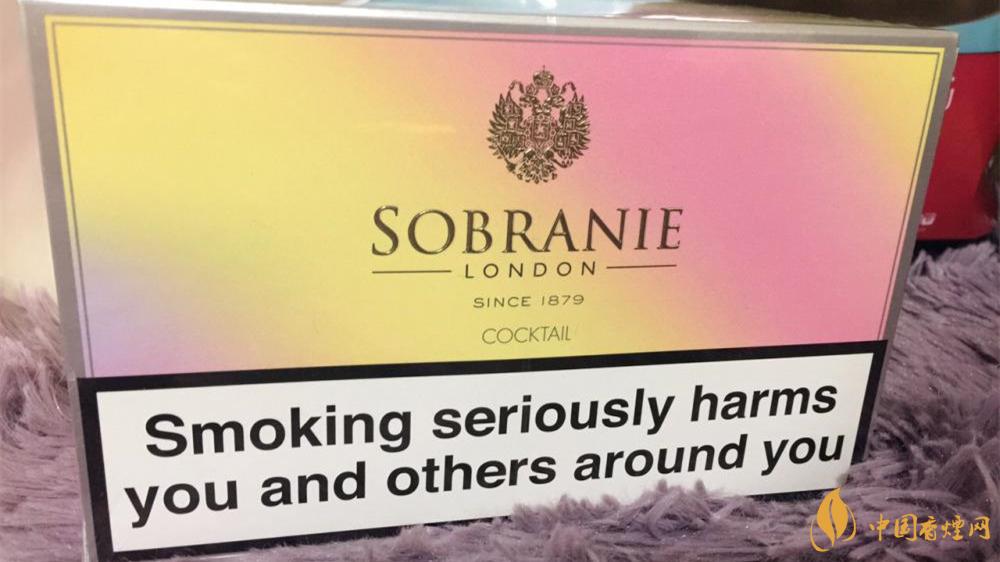 SOBRANIE
LONDON
SINCE 1879
COCKTAIL
Smoking seriously harms
you and others around you
中国香烟网